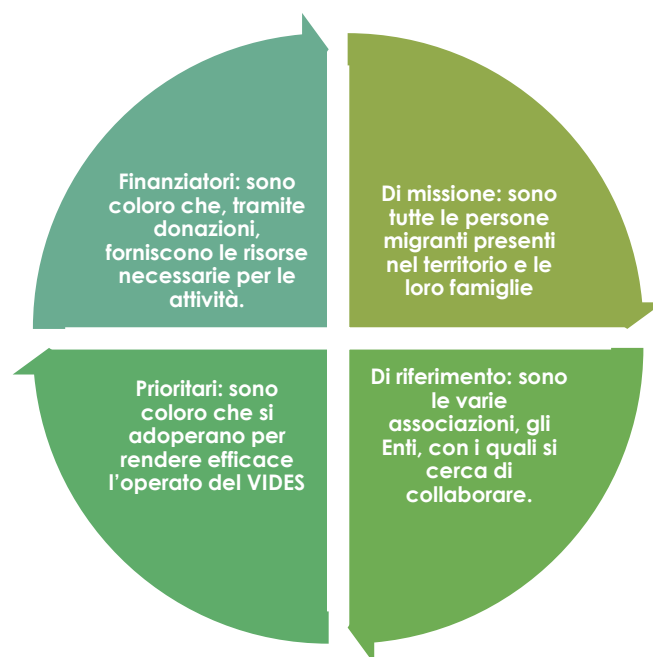 Finanziatori: sono
coloro che, tramite
donazioni,
forniscono le risorse
necessarie per le
attività.
Di missione: sono
tutte le persone
migranti presenti
nel territorio e le
loro famiglie
Prioritari: sono
coloro che si
adoperano per
rendere efficace
l’operato del VIDES
Di riferimento: sono
le varie
associazioni, gli
Enti, con i quali si
cerca di
collaborare.